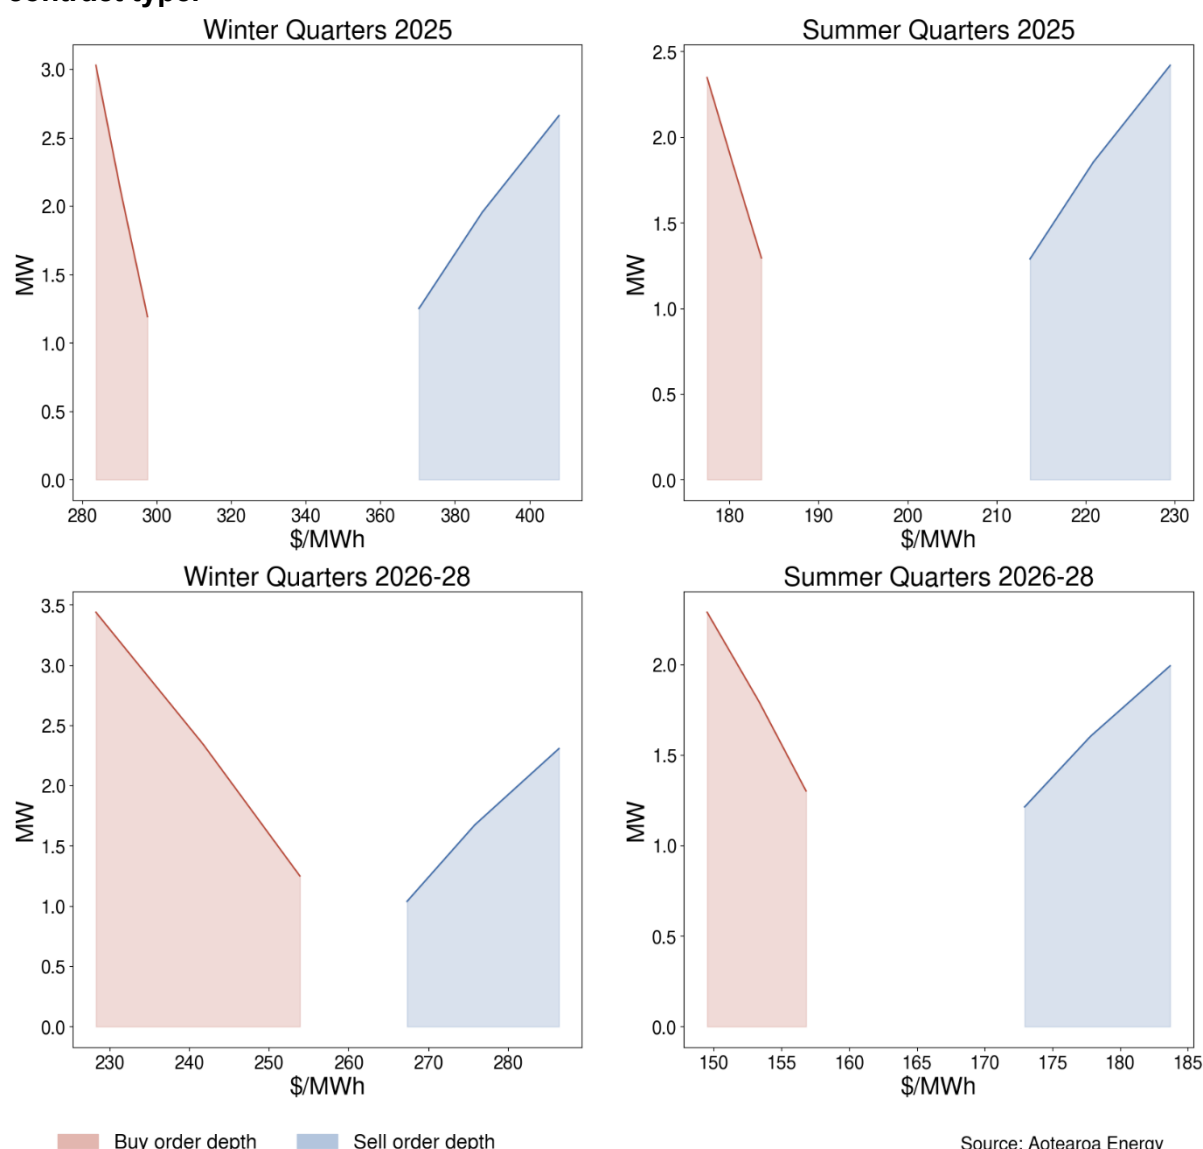 Winter Quarters 2025
Summer Quarters 2025
MW
3.0
2.5
2.0
1.5
1.0
0.5
0.0
280 300 320 340 360 380 400
$/MWh
MW
2.5
2.0
1.5
1.0
0.5
0.0
180 190 200 210 220 230
$/MWh
Winter Quarters 2026-28
Summer Quarters 2026-28
MW
3.5
3.0
2.5
2.0
1.5
1.0
0.5
0.0
230 240 250 260 270 280
$/MWh
MW
2.0
1.5
1.0
0.5
0.0
150 155 160 165 170 175 180 185
$/MWh
Buy order depth Sell order depth
Source: Aotearoa Energy